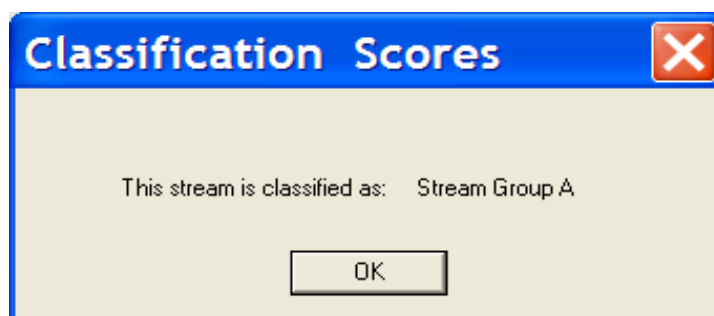 Classification Scores
This stream is classified as: Stream Group A
OK